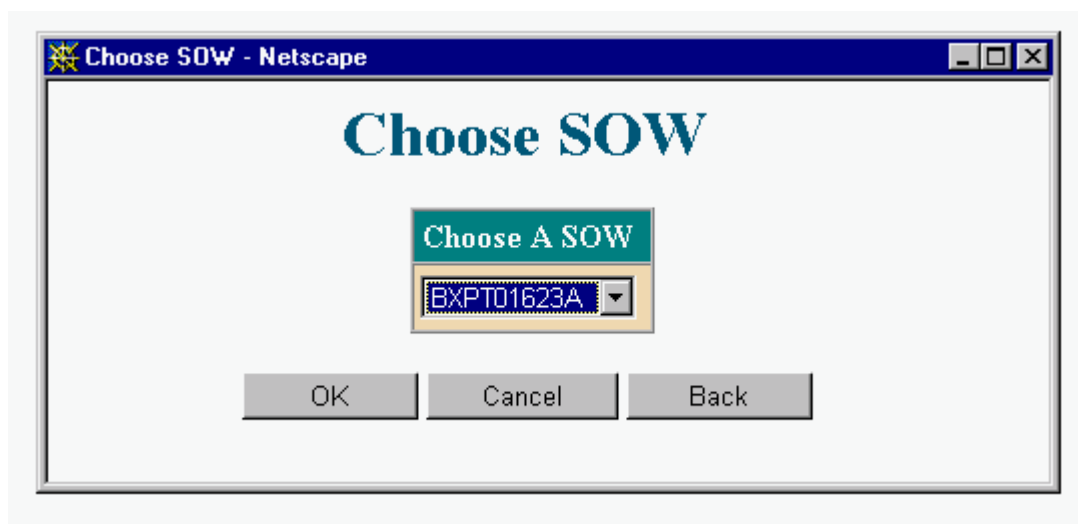 Choose SOW - Netscape
Choose SOW
Choose A SOW
BXPT01623A
OK Cancel Back